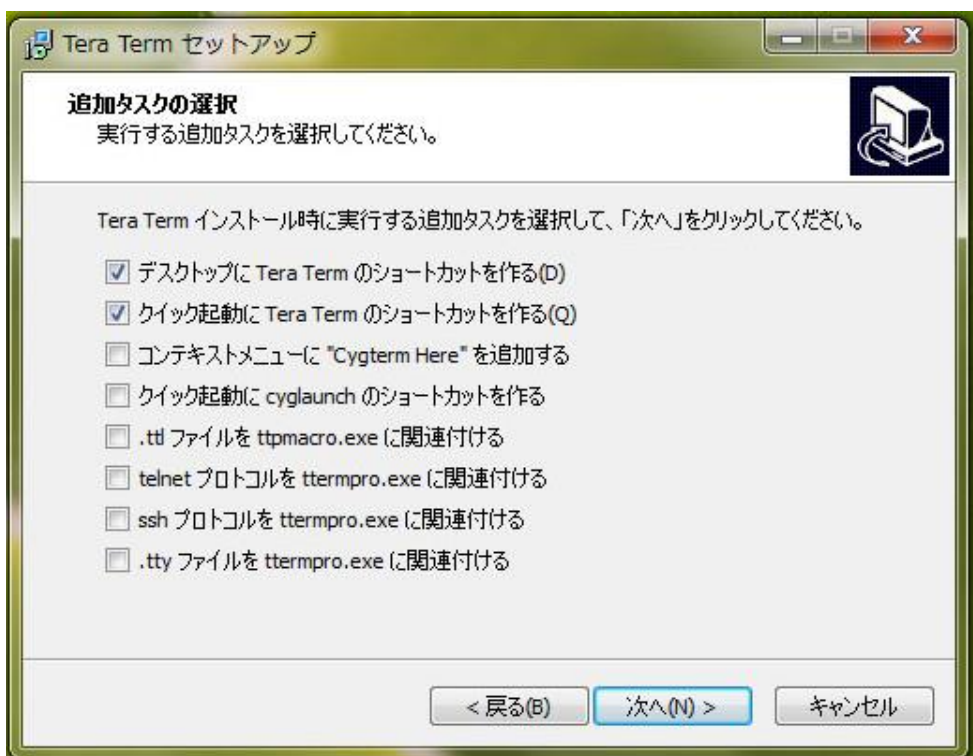 Tera Term セットアップ
追加タスクの選択
実行する追加タスクを選択してください。
Tera Term インストール時に実行する追加タスクを選択して、「次へ」をクリックしてください。
デスクトップに Tera Term のショートカットを作る(D)
クイック起動に Tera Term のショートカットを作る(Q)
コンテキストメニューに "Cygterm Here" を追加する
クイック起動に cyglaunch のショートカットを作る
.ttl ファイルを ttpmacro.exe に関連付ける
telnet プロトコルを ttermpro.exe に関連付ける
ssh プロトコルを ttermpro.exe に関連付ける
.tty ファイルを ttermpro.exe に関連付ける
< 戻る(B) 次へ(N) > キャンセル